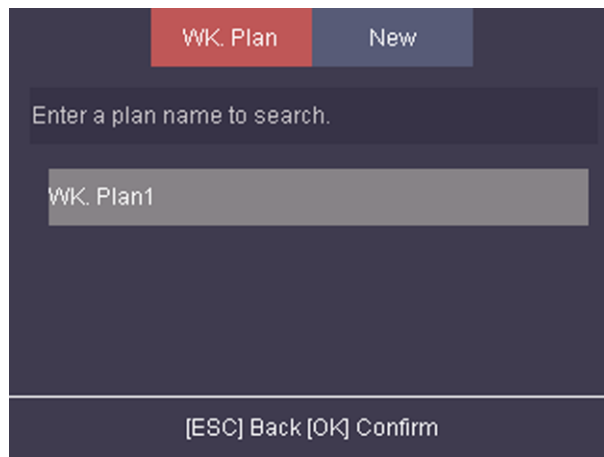 WK. Plan New
Enter a plan name to search.
WK. Plan1
[ESC] Back [OK] Confirm